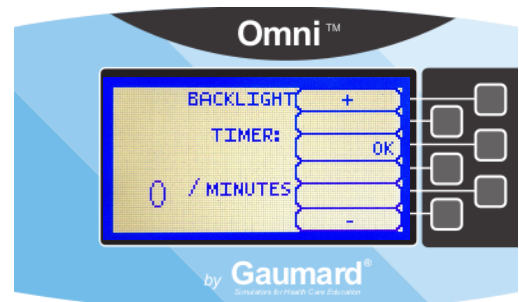 Omni™
BACKLIGHT +
TIMER:
OK
0 / MINUTES
-
by Gaumard®
Simulators for Health Care Education